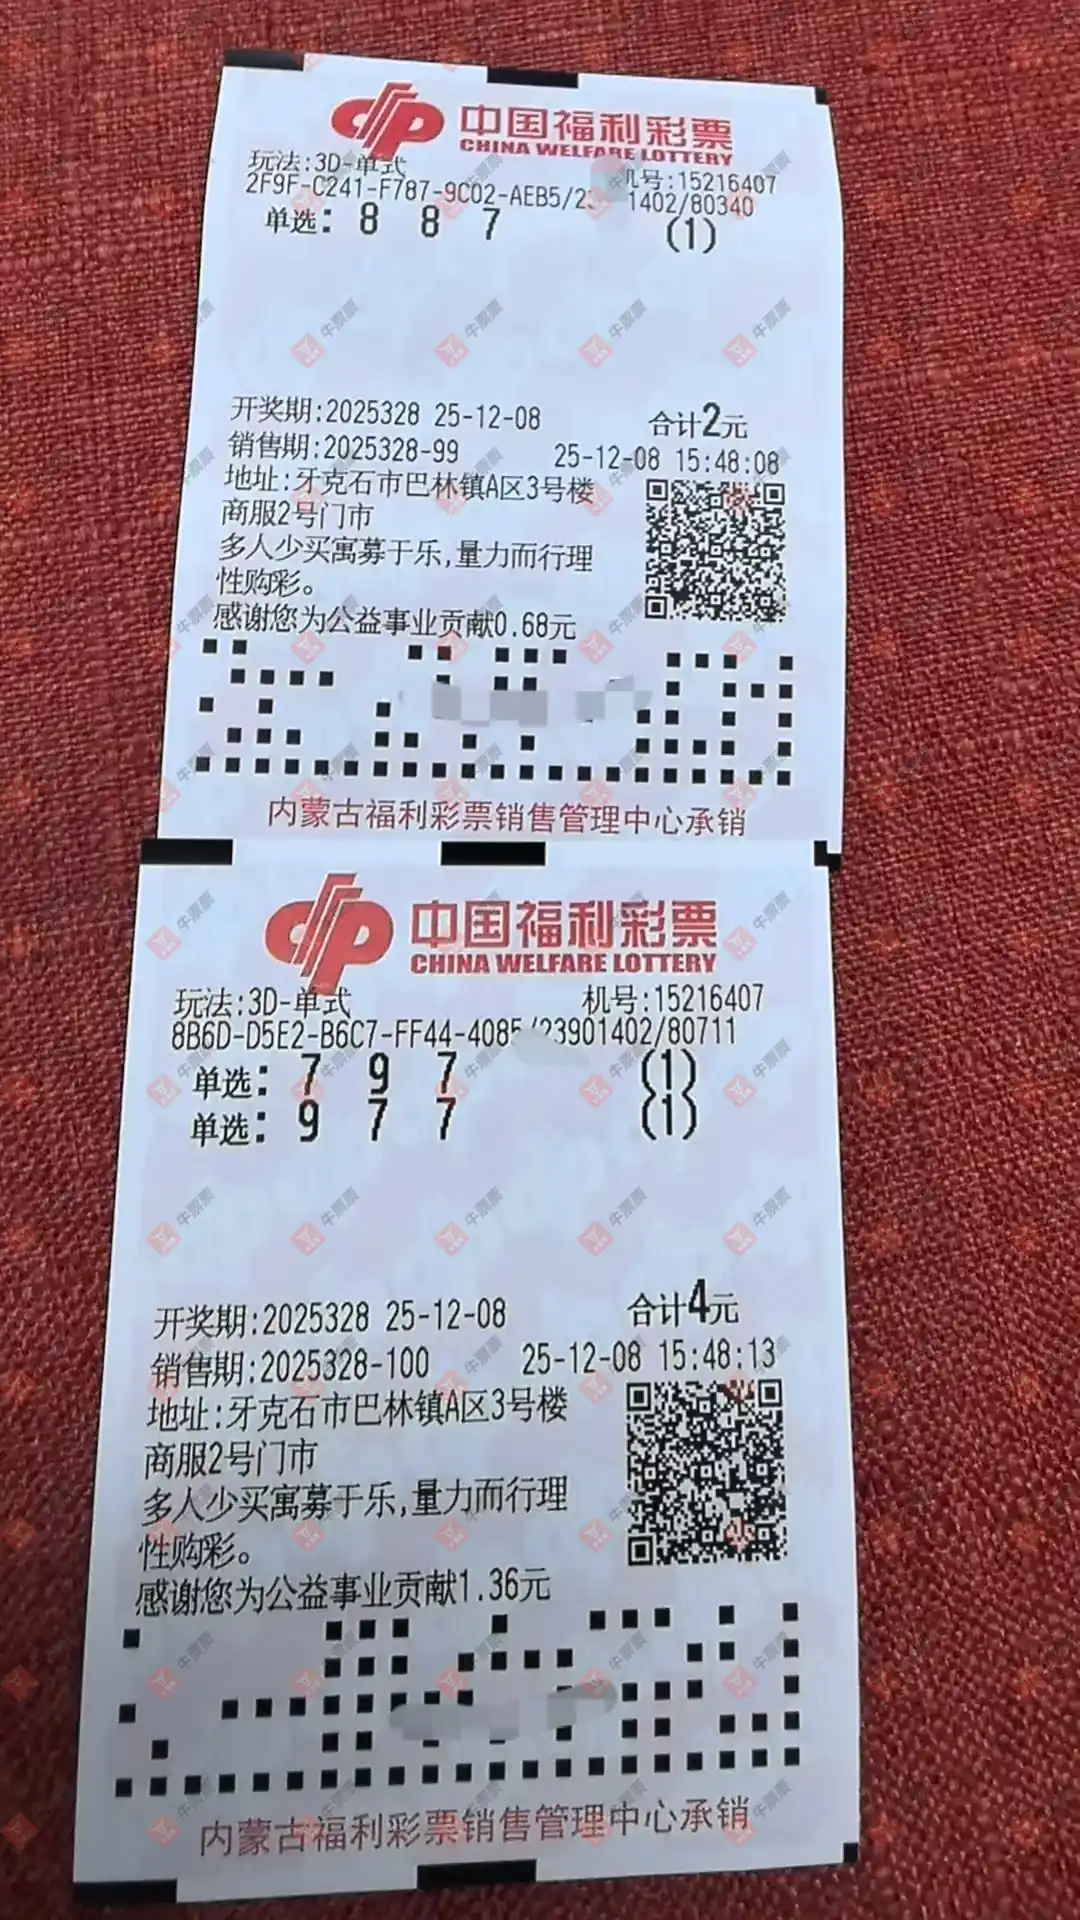 中国福利彩票
CHINA WELFARE LOTTERY
玩法:3D-单式 机号:15216407
2F9F-C241-F787-9C02-AEB5/23 1402/80340
单选: 8 8 7 (1)
开奖期:2025328 25-12-08 合计2元
销售期:2025328-99 25-12-08 15:48:08
地址:牙克石市巴林镇A区3号楼
商服2号门市
多人少买寓募于乐,量力而行理
性购彩。
感谢您为公益事业贡献0.68元
内蒙古福利彩票销售管理中心承销
中国福利彩票
CHINA WELFARE LOTTERY
玩法:3D-单式 机号:15216407
8B6D-D5E2-B6C7-FF44-4085/23901402/80711
单选: 7 9 7 (1)
单选: 9 7 7 (1)
开奖期:2025328 25-12-08 合计4元
销售期:2025328-100 25-12-08 15:48:13
地址:牙克石市巴林镇A区3号楼
商服2号门市
多人少买寓募于乐,量力而行理
性购彩。
感谢您为公益事业贡献1.36元
内蒙古福利彩票销售管理中心承销